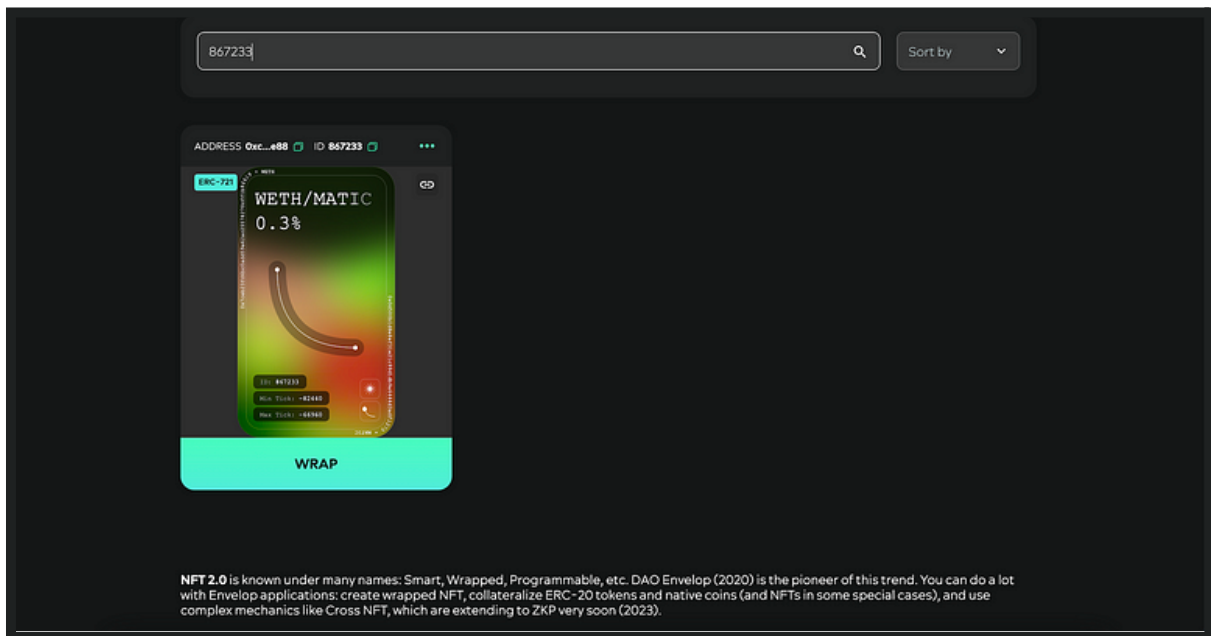 867233
Sort by
ADDRESS 0xc...e88 ID 867233
ERC-721
WETH/MATIC
0.3%
ID: 867233
Min Tick: -82440
Max Tick: -66960
WRAP
NFT 2.0 is known under many names: Smart, Wrapped, Programmable, etc. DAO Envelop (2020) is the pioneer of this trend. You can do a lot
with Envelop applications: create wrapped NFT, collateralize ERC-20 tokens and native coins (and NFTs in some special cases), and use
complex mechanics like Cross NFT, which are extending to ZKP very soon (2023).